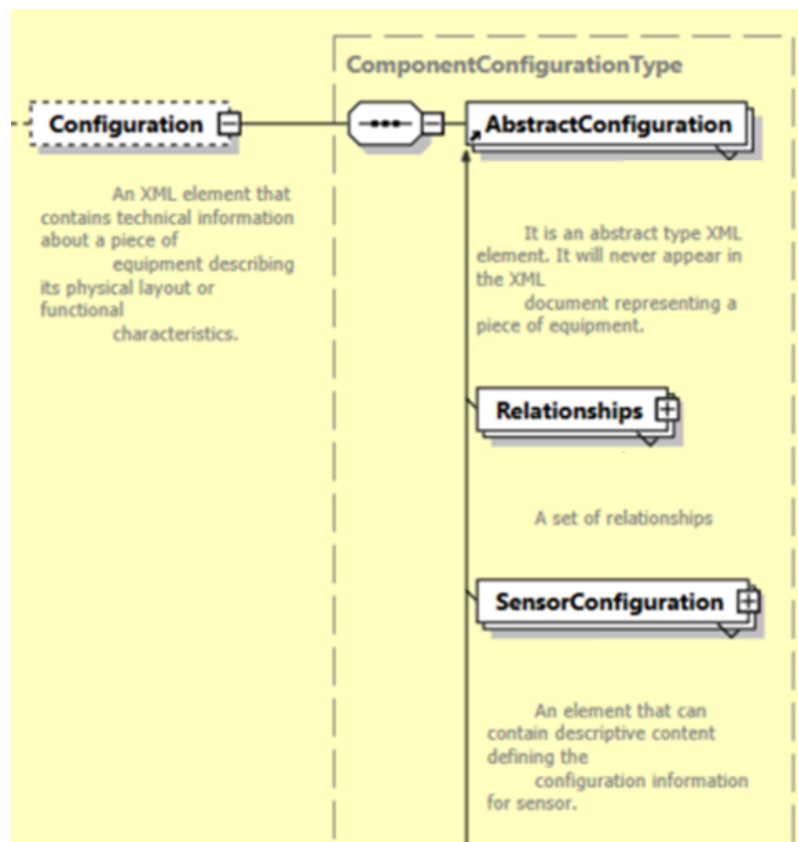 ComponentConfigurationType
Configuration
AbstractConfiguration
An XML element that
contains technical information
about a piece of
equipment describing
its physical layout or
functional
characteristics.
It is an abstract type XML
element. It will never appear in
the XML
document representing a
piece of equipment.
Relationships
A set of relationships
SensorConfiguration
An element that can
contain descriptive content
defining the
configuration information
for sensor.